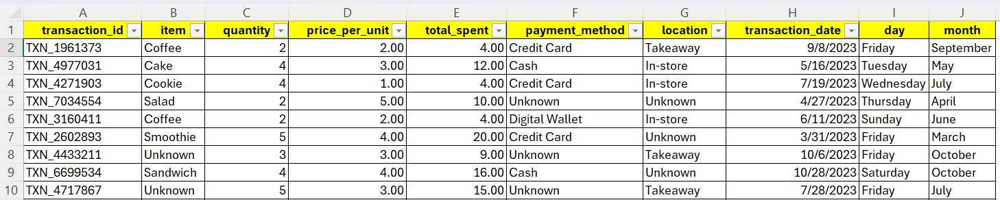 A B C D E F G H I J
1 transaction_id item quantity price_per_unit total_spent payment_method location transaction_date day month
2 TXN_1961373 Coffee 2 2.00 4.00 Credit Card Takeaway 9/8/2023 Friday September
3 TXN_4977031 Cake 4 3.00 12.00 Cash In-store 5/16/2023 Tuesday May
4 TXN_4271903 Cookie 4 1.00 4.00 Credit Card In-store 7/19/2023 Wednesday July
5 TXN_7034554 Salad 2 5.00 10.00 Unknown Unknown 4/27/2023 Thursday April
6 TXN_3160411 Coffee 2 2.00 4.00 Digital Wallet In-store 6/11/2023 Sunday June
7 TXN_2602893 Smoothie 5 4.00 20.00 Credit Card Unknown 3/31/2023 Friday March
8 TXN_4433211 Unknown 3 3.00 9.00 Unknown Takeaway 10/6/2023 Friday October
9 TXN_6699534 Sandwich 4 4.00 16.00 Cash Unknown 10/28/2023 Saturday October
10 TXN_4717867 Unknown 5 3.00 15.00 Unknown Takeaway 7/28/2023 Friday July